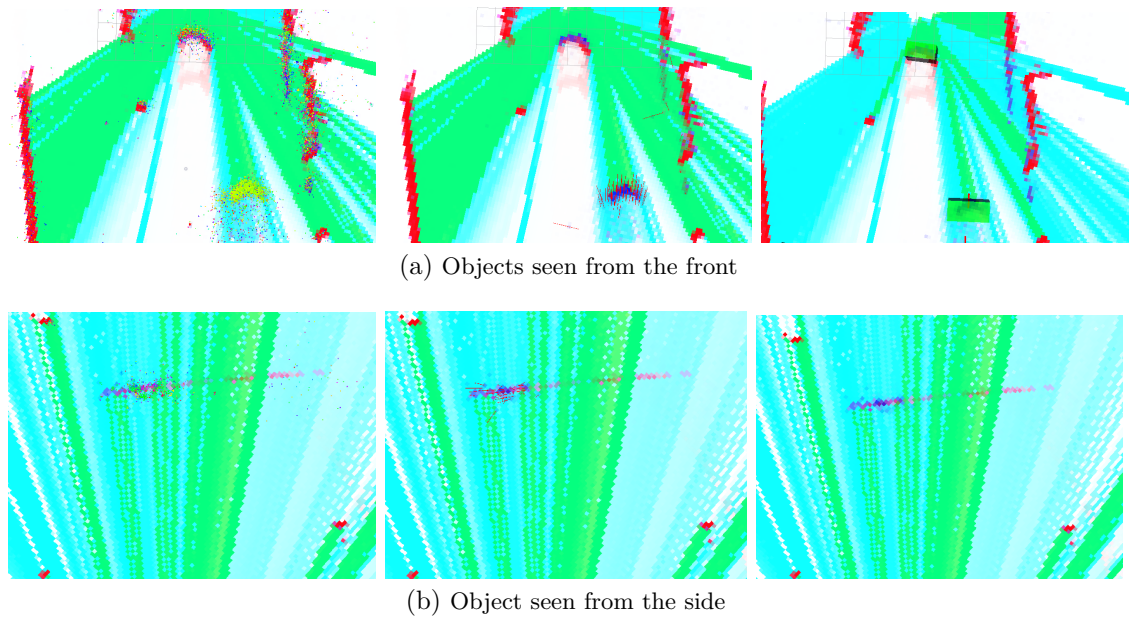 (a) Objects seen from the front
(b) Object seen from the side